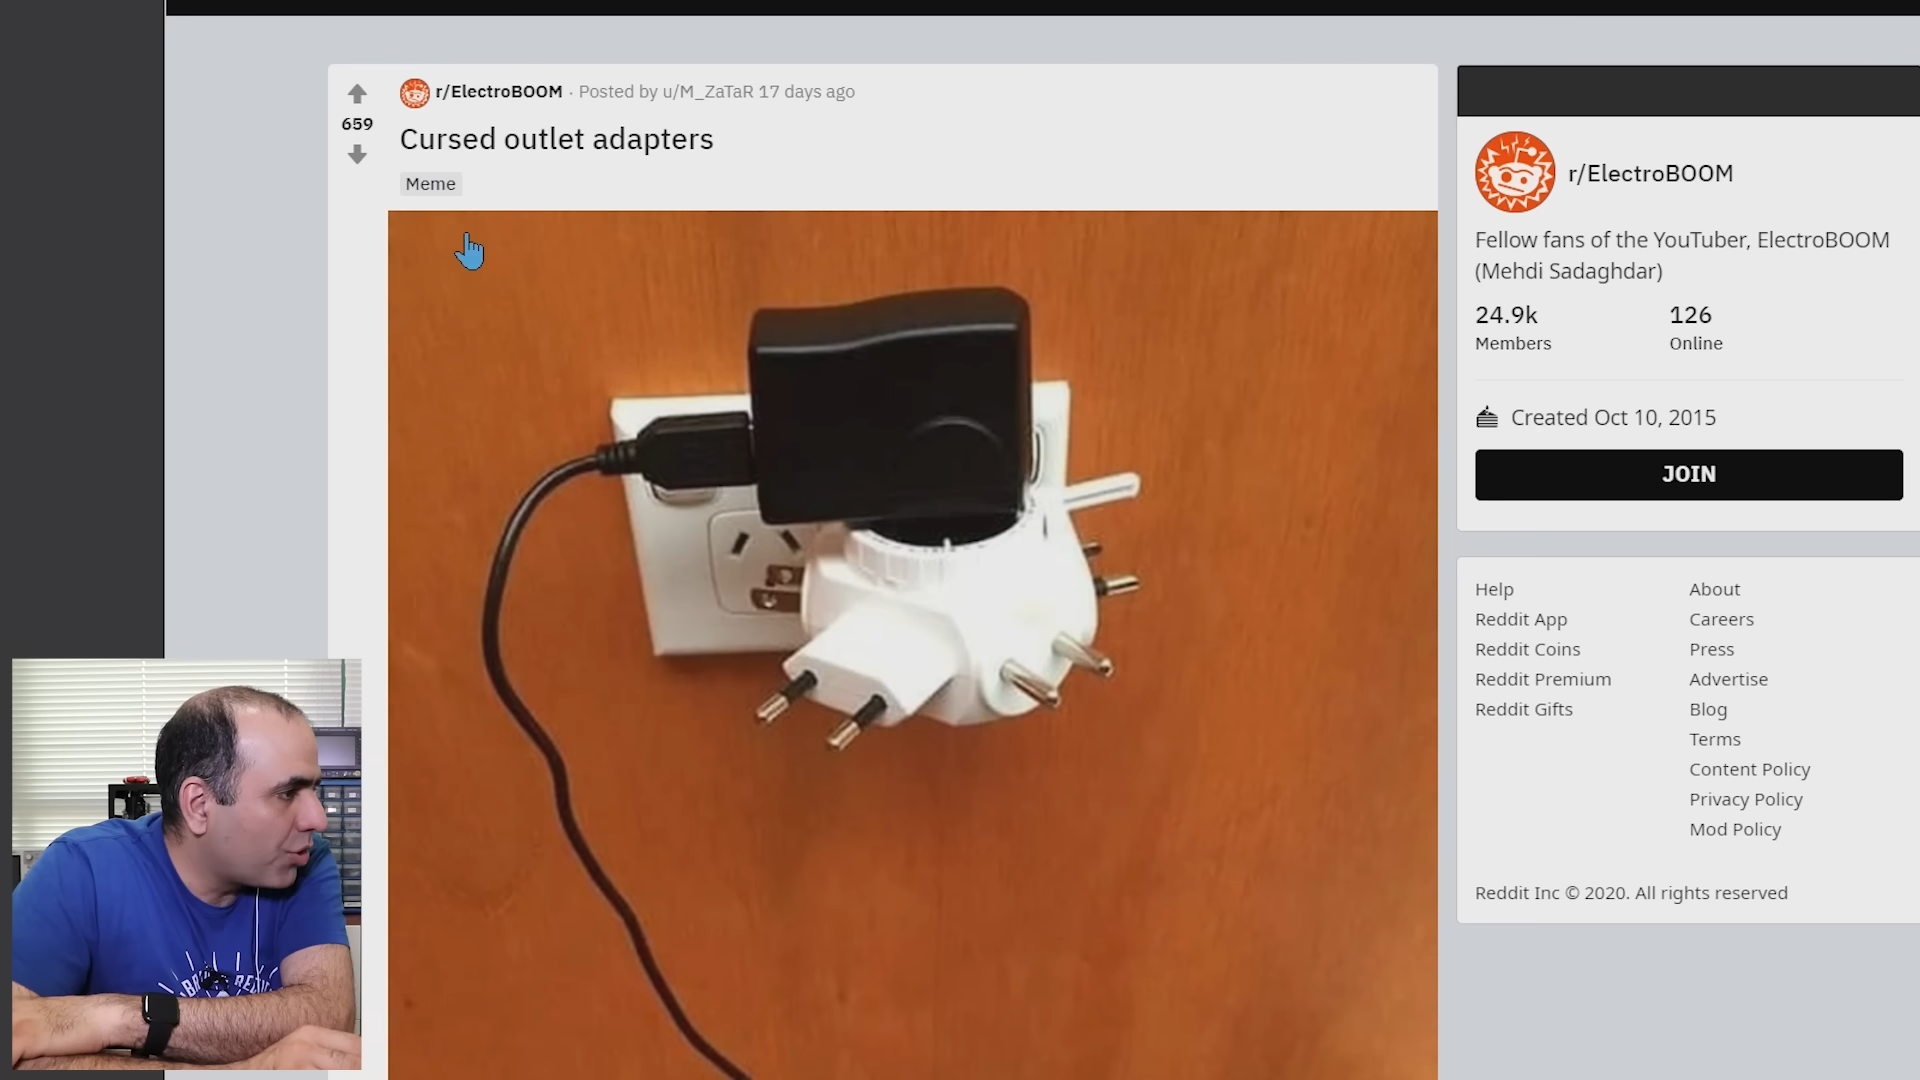 r/ElectroBOOM · Posted by u/M_ZaTaR 17 days ago
659
Cursed outlet adapters
Meme
r/ElectroBOOM
Fellow fans of the YouTuber, ElectroBOOM
(Mehdi Sadaghdar)
24.9k
Members
126
Online
Created Oct 10, 2015
JOIN
Help
Reddit App
Reddit Coins
Reddit Premium
Reddit Gifts
About
Careers
Press
Advertise
Blog
Terms
Content Policy
Privacy Policy
Mod Policy
Reddit Inc © 2020. All rights reserved